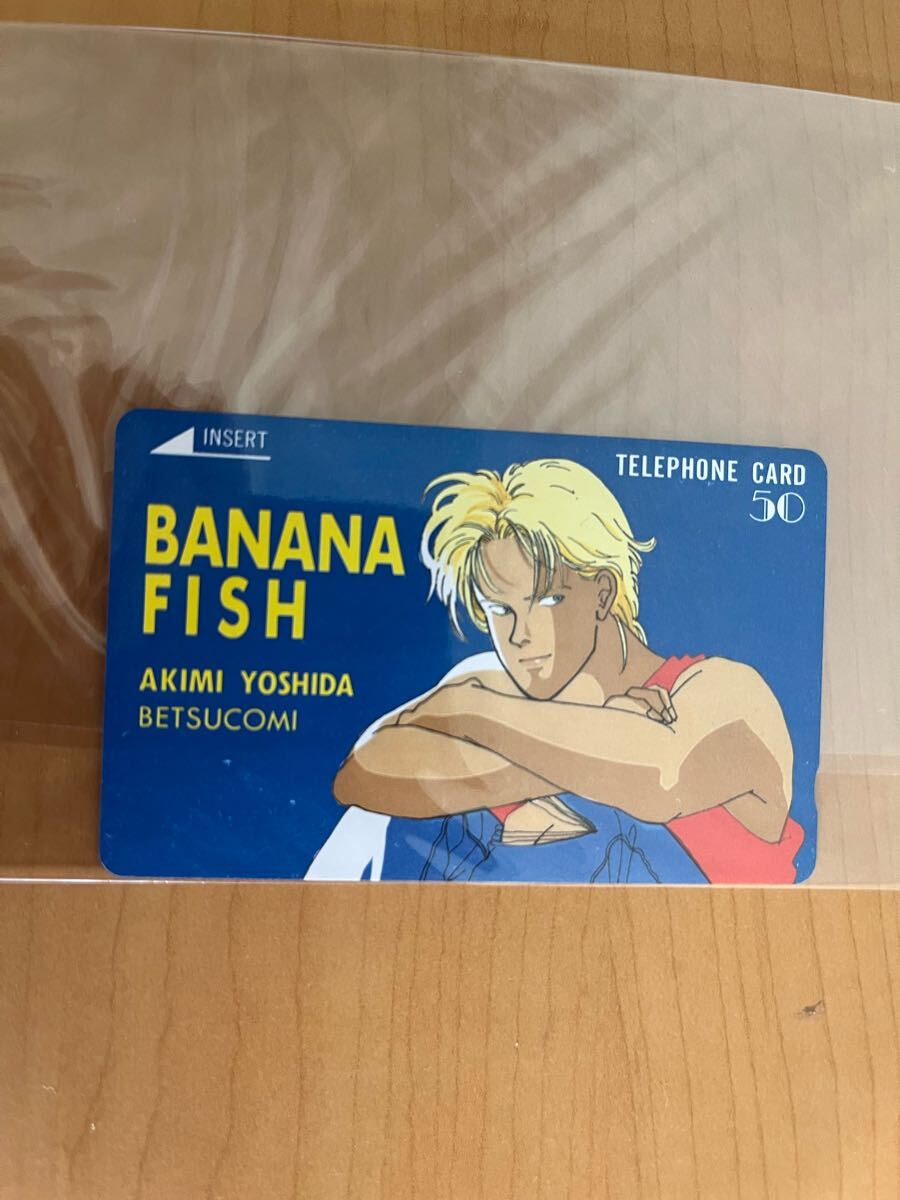 INSERT
TELEPHONE CARD
50
BANANA
FISH
AKIMI YOSHIDA
BETSUCOMI